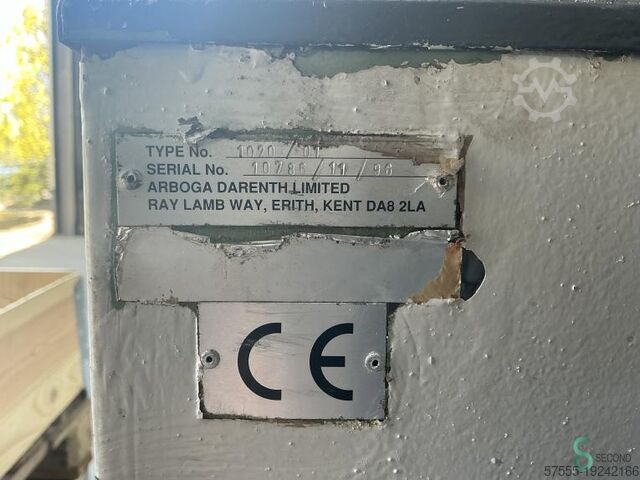 TYPE No. 1020/01
SERIAL No. 10786/11/96
ARBOGA DARENTH LIMITED
RAY LAMB WAY, ERITH, KENT DA8 2LA
CE
S SECOND
57555-19242166